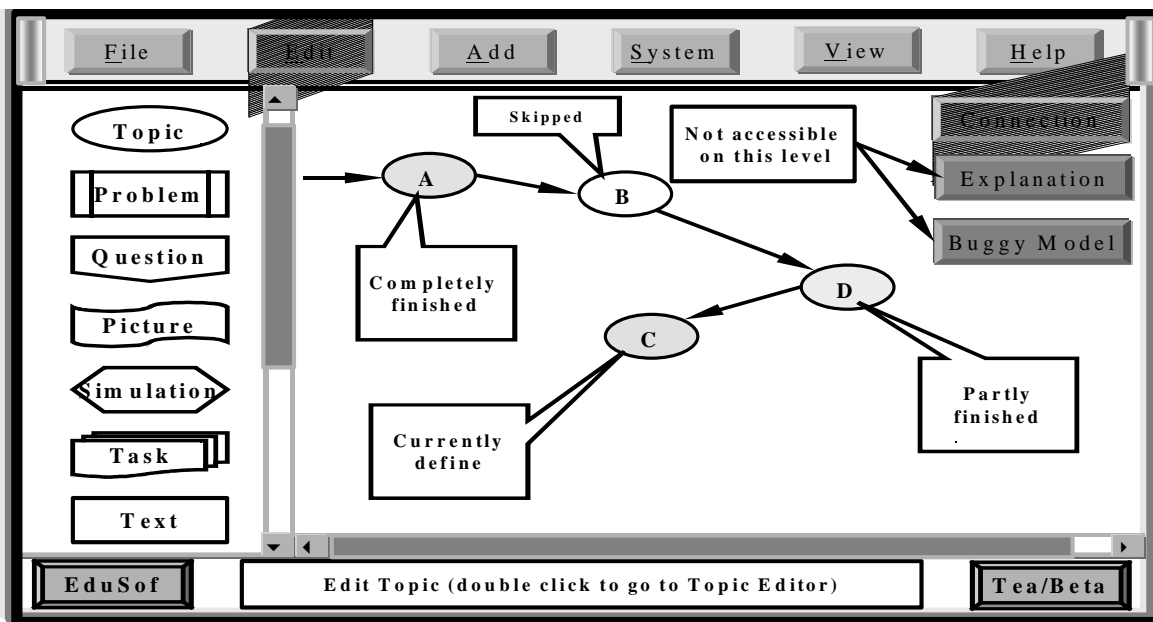 File Edit Add System View Help
Topic
Problem
Question
Picture
Simulation
Task
Text
Skipped
Not accessible
on this level
Connection
Explanation
Buggy Model
A
B
Completely
finished
D
C
Currently
define
Partly
finished
.
EduSof
Edit Topic (double click to go to Topic Editor)
Tea/Beta